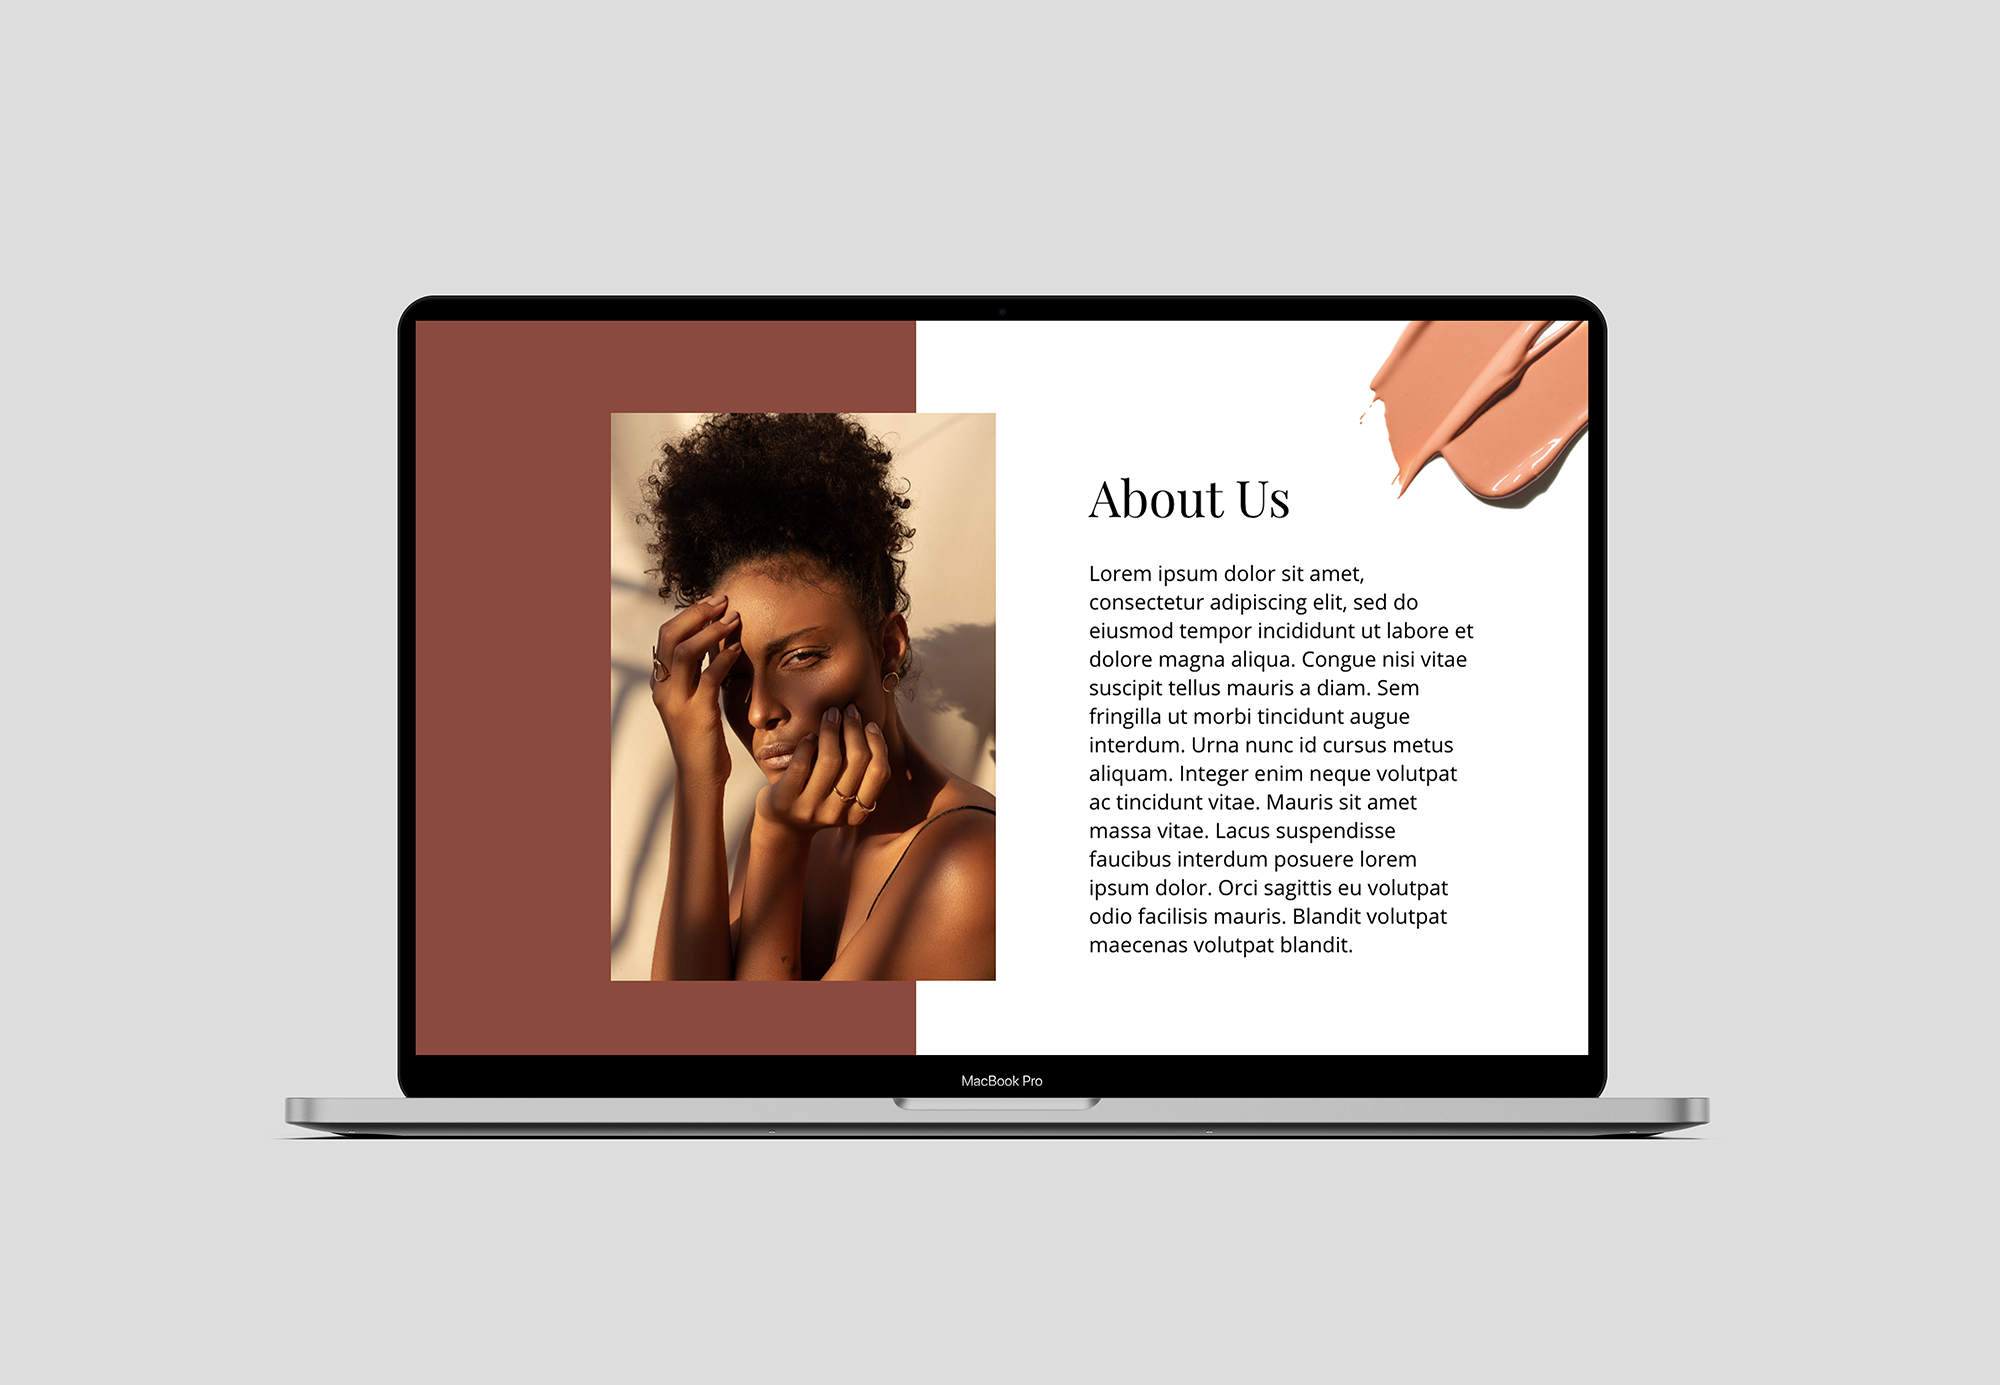 About Us
Lorem ipsum dolor sit amet,
consectetur adipiscing elit, sed do
eiusmod tempor incididunt ut labore et
dolore magna aliqua. Congue nisi vitae
suscipit tellus mauris a diam. Sem
fringilla ut morbi tincidunt augue
interdum. Urna nunc id cursus metus
aliquam. Integer enim neque volutpat
ac tincidunt vitae. Mauris sit amet
massa vitae. Lacus suspendisse
faucibus interdum posuere lorem
ipsum dolor. Orci sagittis eu volutpat
odio facilisis mauris. Blandit volutpat
maecenas volutpat blandit.
MacBook Pro